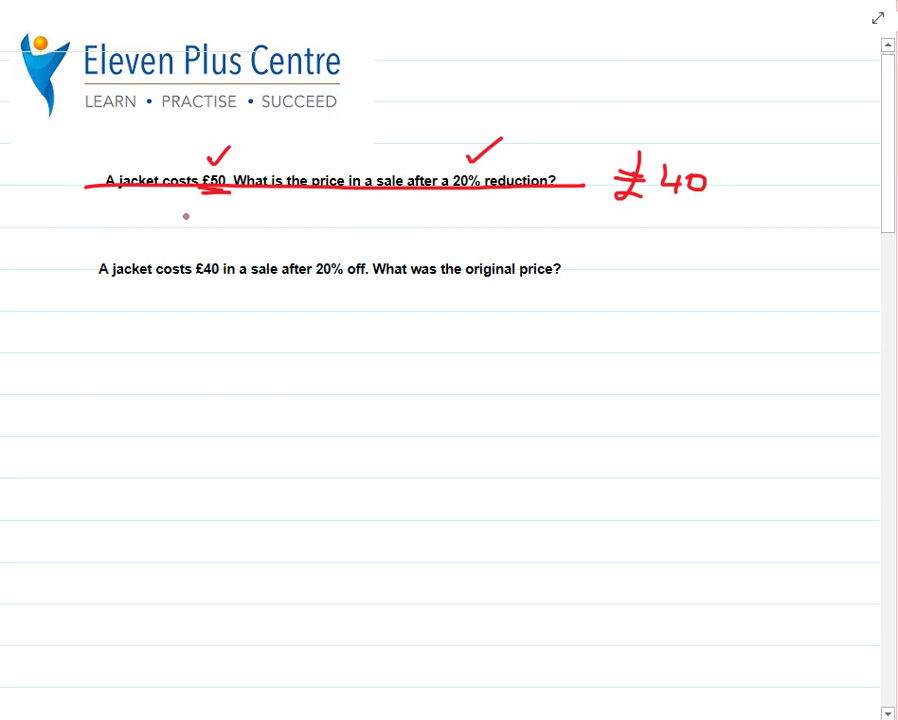 Eleven Plus Centre
LEARN • PRACTISE • SUCCEED
A jacket costs £50. What is the price in a sale after a 20% reduction? £40
A jacket costs £40 in a sale after 20% off. What was the original price?